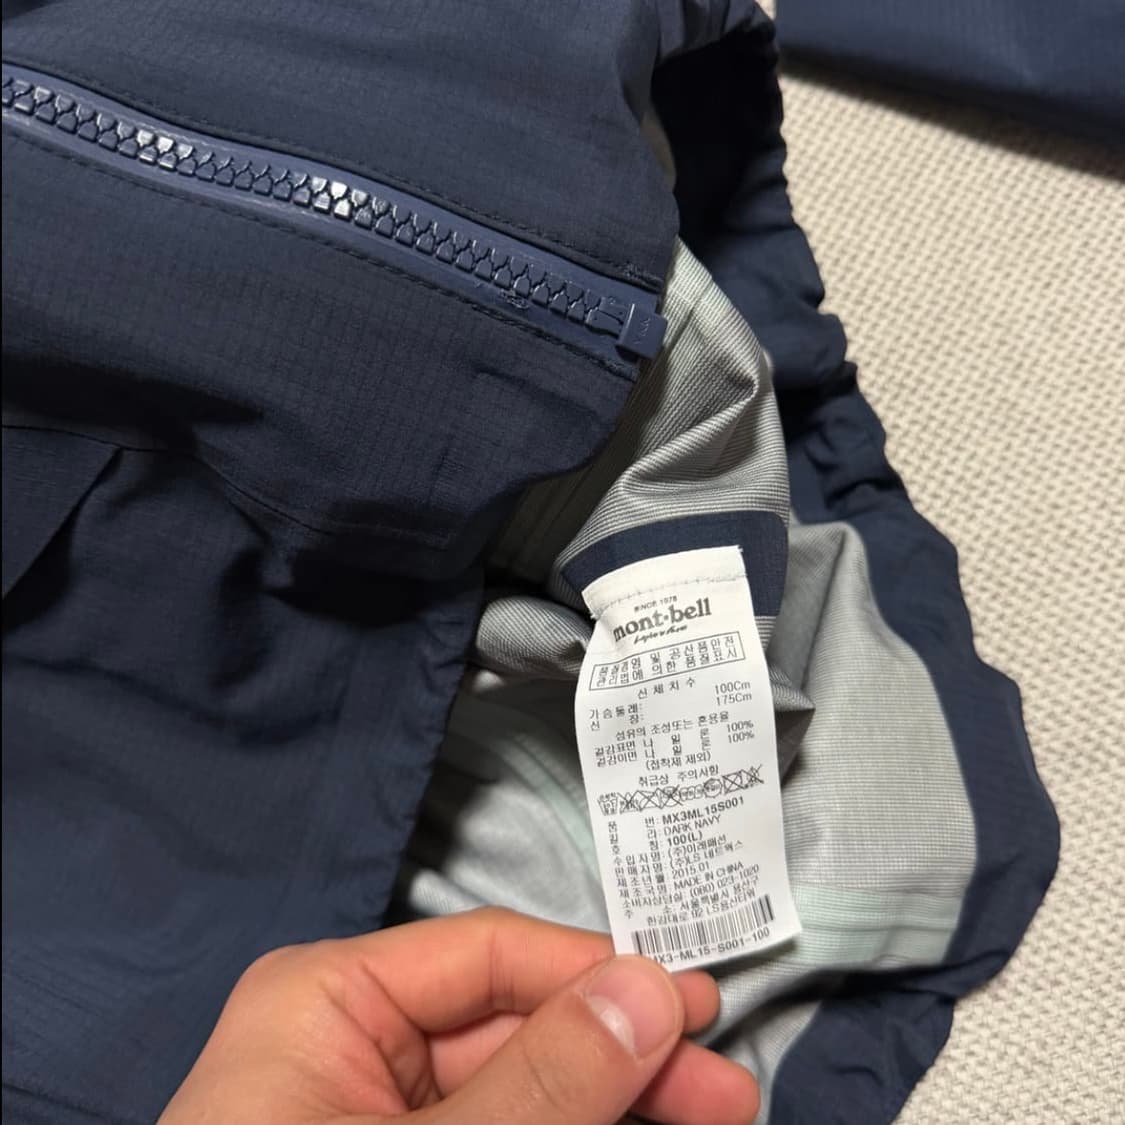 SINCE 1975
mont·bell
품질경영 및 공산품안전
관리법에 의한 품질표시
신체치수
가슴둘레: 100Cm
신 장: 175Cm
섬유의 조성또는 혼용율
겉감표면 나 일 론 100%
겉감이면 나 일 론 100%
(접착제 제외)
취급상 주의사항
품 번: MX3ML15S001
컬 러: DARK NAVY
호 칭: 100(L)
수입자명: (주)이래패션
판매자명: (주)LS 네트웍스
제조년월: 2015.01
제조국명: MADE IN CHINA
소비자상담실: (080) 023-1020
주 소: 서울특별시 용산구
한강대로 92 LS용산타워
MX3-ML15-S001-100